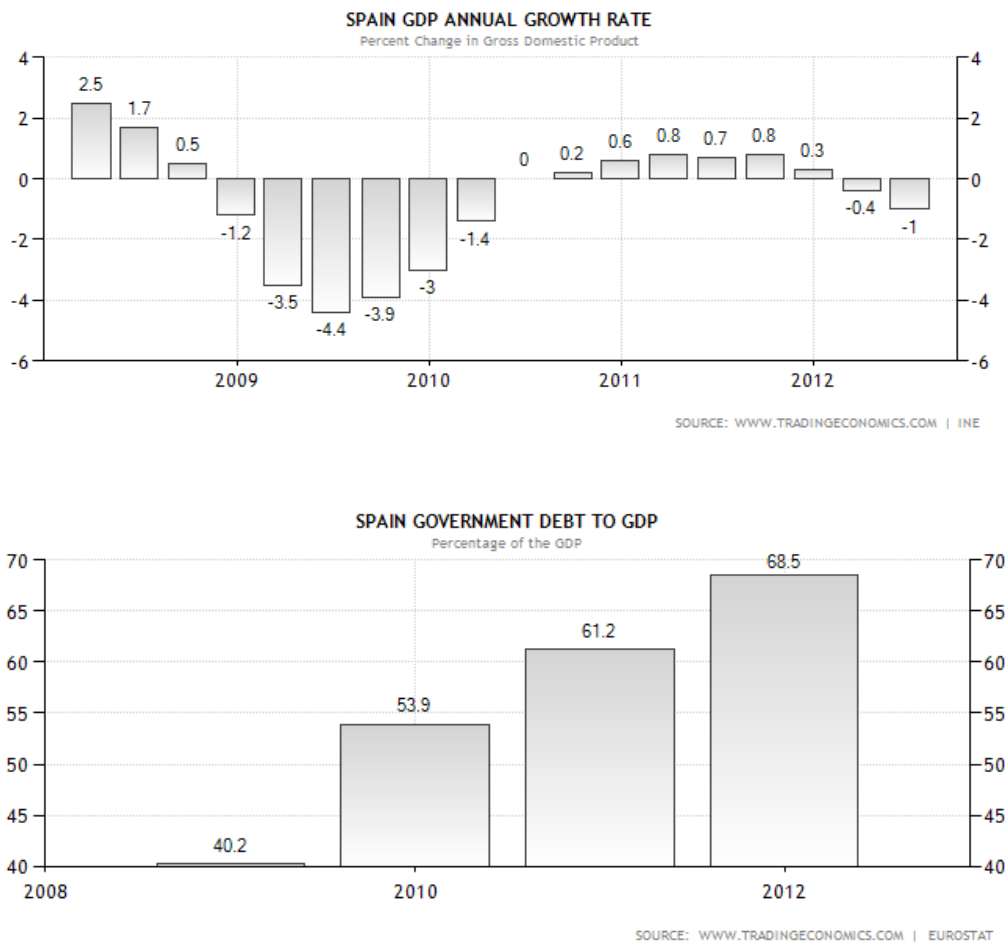 SPAIN GDP ANNUAL GROWTH RATE
Percent Change in Gross Domestic Product
4 4
2.5 1.7 0.5 -1.2 -3.5 -4.4 -3.9 -3 -1.4 0 0.2 0.6 0.8 0.7 0.8 0.3 -0.4 -1
2 2
0 0
-2 -2
-4 -4
-6 -6
2009 2010 2011 2012
SOURCE: WWW.TRADINGECONOMICS.COM | INE
SPAIN GOVERNMENT DEBT TO GDP
Percentage of the GDP
70 70
40.2 53.9 61.2 68.5
65 65
60 60
55 55
50 50
45 45
40 40
2008 2010 2012
SOURCE: WWW.TRADINGECONOMICS.COM | EUROSTAT